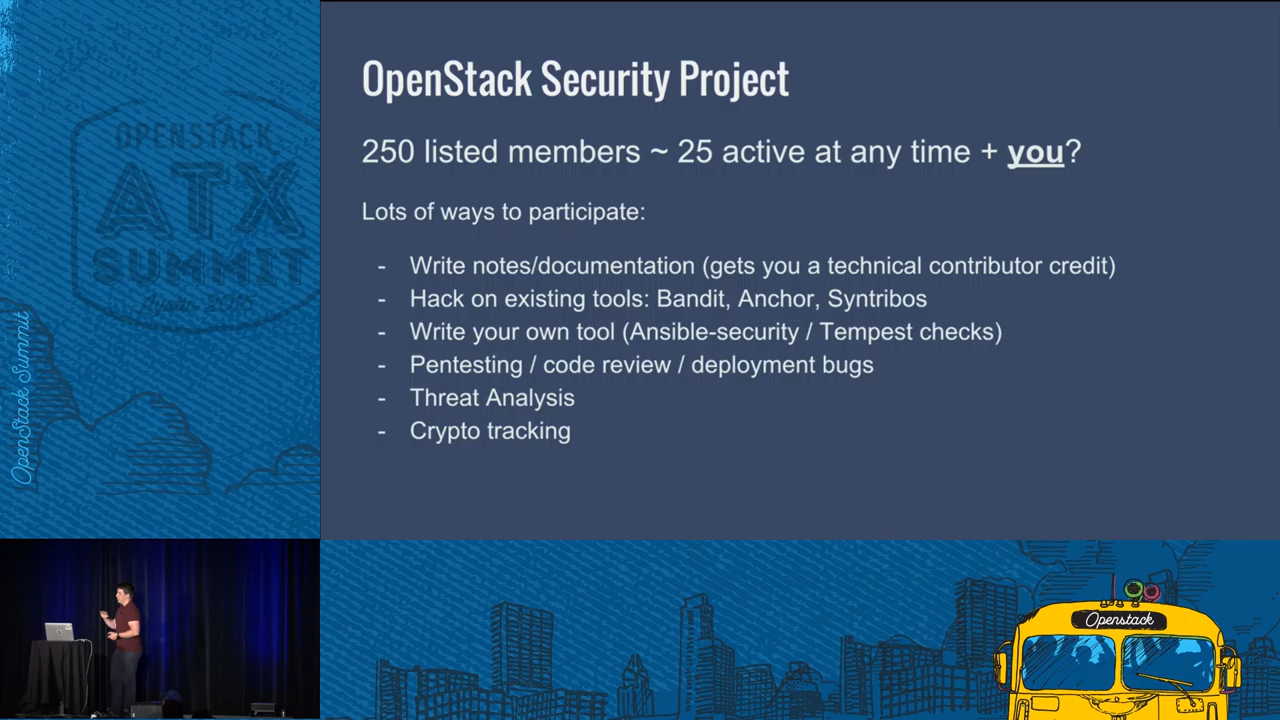 OpenStack Security Project
250 listed members ~ 25 active at any time + you?
Lots of ways to participate:
- Write notes/documentation (gets you a technical contributor credit)
- Hack on existing tools: Bandit, Anchor, Syntribos
- Write your own tool (Ansible-security / Tempest checks)
- Pentesting / code review / deployment bugs
- Threat Analysis
- Crypto tracking
OPENSTACK
ATX
SUMMIT
OpenStack Summit
Openstack